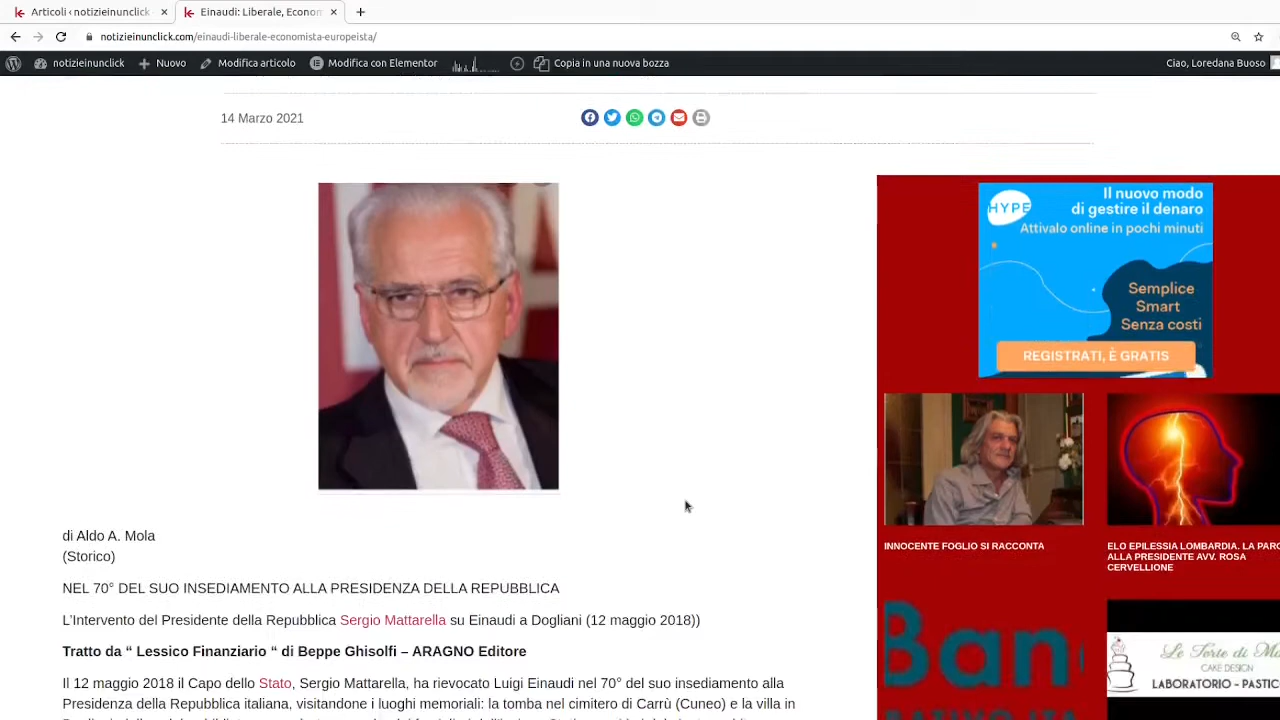 Articoli ‹ notizieinunclick
Einaudi: Liberale, Econom
notizieinunclick.com/einaudi-liberale-economista-europeista/
notizieinunclick
Nuovo
Modifica articolo
Modifica con Elementor
Copia in una nuova bozza
Ciao, Loredana Buoso
14 Marzo 2021
di Aldo A. Mola
(Storico)
NEL 70° DEL SUO INSEDIAMENTO ALLA PRESIDENZA DELLA REPUBBLICA
L’Intervento del Presidente della Repubblica Sergio Mattarella su Einaudi a Dogliani (12 maggio 2018))
Tratto da “ Lessico Finanziario “ di Beppe Ghisolfi – ARAGNO Editore
Il 12 maggio 2018 il Capo dello Stato, Sergio Mattarella, ha rievocato Luigi Einaudi nel 70° del suo insediamento alla
Presidenza della Repubblica italiana, visitandone i luoghi memoriali: la tomba nel cimitero di Carrù (Cuneo) e la villa in
HYPE
Il nuovo modo
di gestire il denaro
Attivalo online in pochi minuti
Semplice
Smart
Senza costi
REGISTRATI, È GRATIS
INNOCENTE FOGLIO SI RACCONTA
ELO EPILESSIA LOMBARDIA. LA PARO
ALLA PRESIDENTE AVV. ROSA
CERVELLIONE
Ban
Le Torte di M
CAKE DESIGN
LABORATORIO - PASTIC